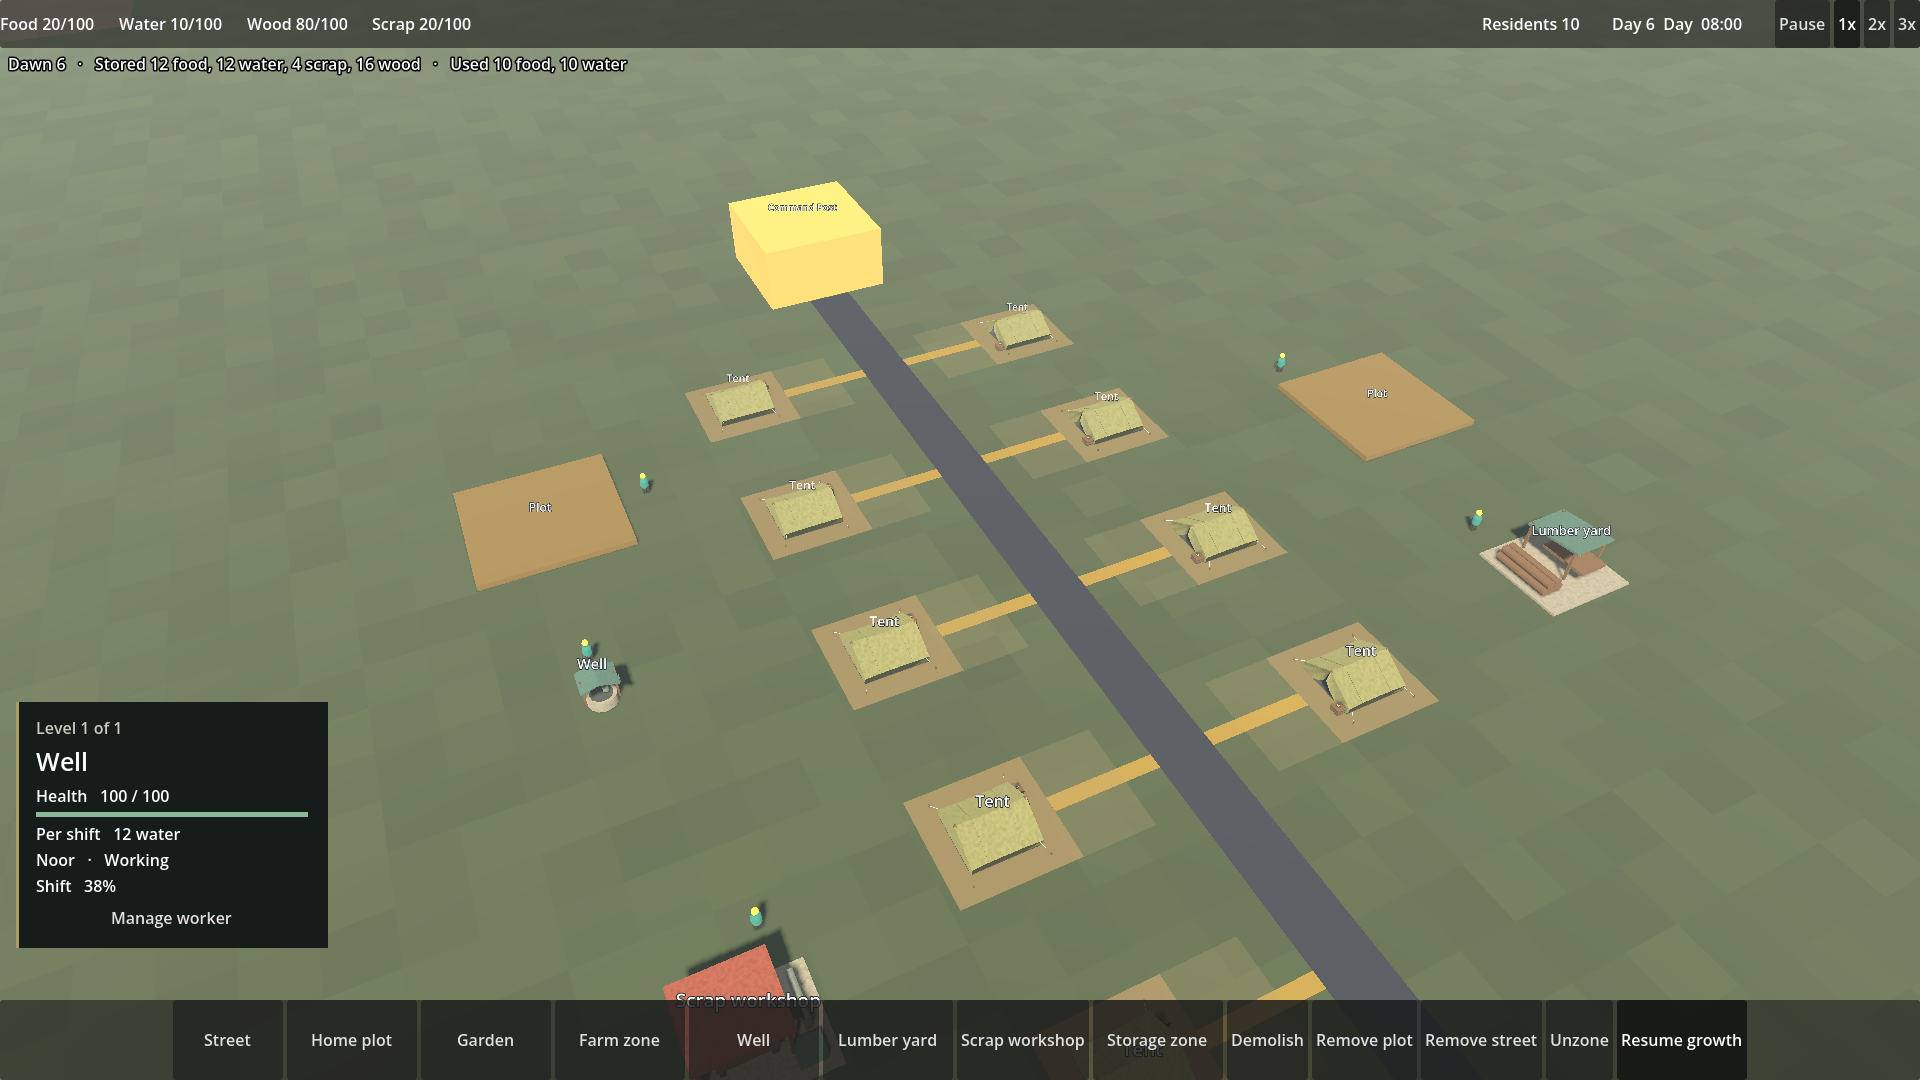 Food 20/100 Water 10/100 Wood 80/100 Scrap 20/100 Residents 10 Day 6 Day 08:00 Pause 1x 2x 3x
Dawn 6 · Stored 12 food, 12 water, 4 scrap, 16 wood · Used 10 food, 10 water
Command Post
Tent
Tent
Plot
Tent
Tent
Plot
Tent
Lumber yard
Tent
Tent
Well
Tent
Scrap workshop
Tent
Level 1 of 1
Well
Health 100 / 100
Per shift 12 water
Noor · Working
Shift 38%
Manage worker
Street Home plot Garden Farm zone Well Lumber yard Scrap workshop Storage zone Demolish Remove plot Remove street Unzone Resume growth
Tent